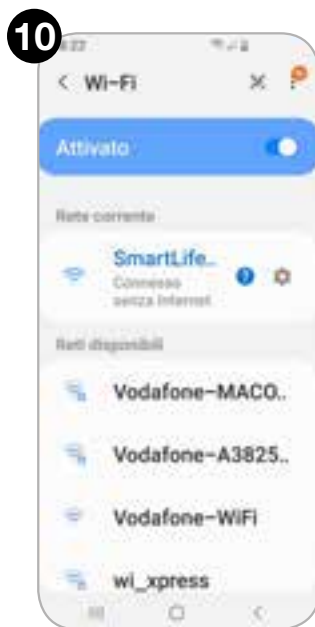 10
Wi-Fi
Attivato
Rete corrente
SmartLife..
Connesso
senza Internet
Reti disponibili
Vodafone-MACO..
Vodafone-A3825..
Vodafone-WiFi
wi_xpress